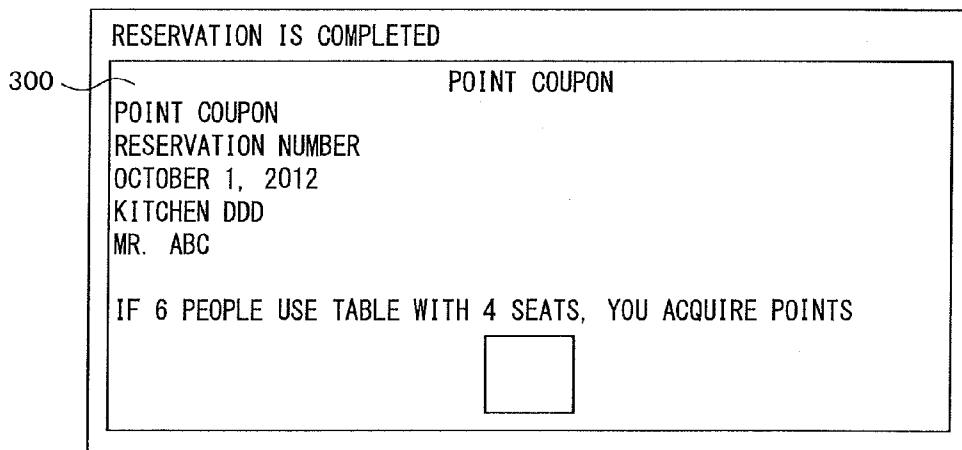 RESERVATION IS COMPLETED
300
POINT COUPON
POINT COUPON
RESERVATION NUMBER
OCTOBER 1, 2012
KITCHEN DDD
MR. ABC
IF 6 PEOPLE USE TABLE WITH 4 SEATS, YOU ACQUIRE POINTS